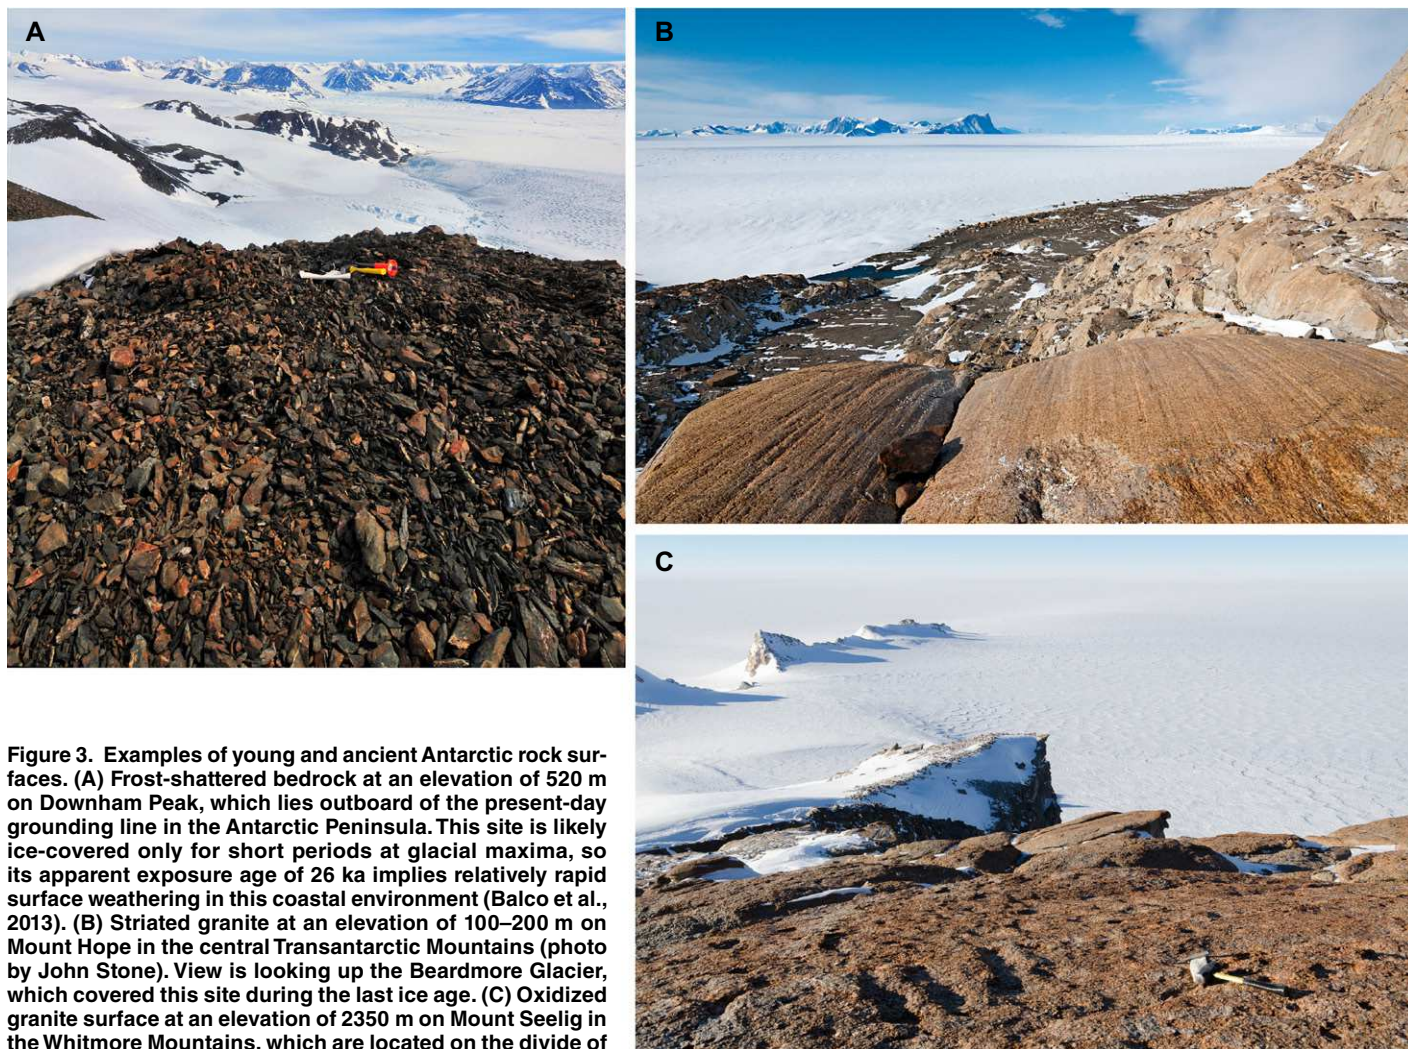 A
B
C
Figure 3. Examples of young and ancient Antarctic rock sur-
faces. (A) Frost-shattered bedrock at an elevation of 520 m
on Downham Peak, which lies outboard of the present-day
grounding line in the Antarctic Peninsula. This site is likely
ice-covered only for short periods at glacial maxima, so
its apparent exposure age of 26 ka implies relatively rapid
surface weathering in this coastal environment (Balco et al.,
2013). (B) Striated granite at an elevation of 100–200 m on
Mount Hope in the central Transantarctic Mountains (photo
by John Stone). View is looking up the Beardmore Glacier,
which covered this site during the last ice age. (C) Oxidized
granite surface at an elevation of 2350 m on Mount Seelig in
the Whitmore Mountains, which are located on the divide of